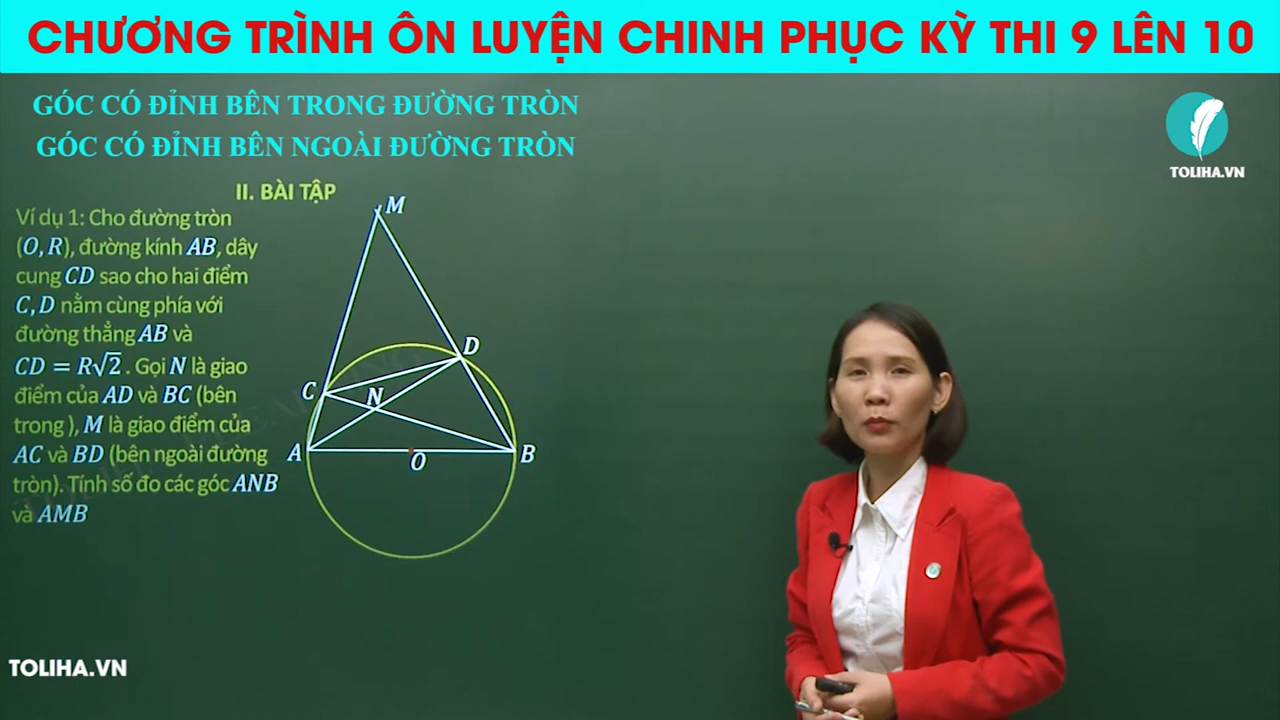 CHƯƠNG TRÌNH ÔN LUYỆN CHINH PHỤC KỲ THI 9 LÊN 10
GÓC CÓ ĐỈNH BÊN TRONG ĐƯỜNG TRÒN
GÓC CÓ ĐỈNH BÊN NGOÀI ĐƯỜNG TRÒN
TOLIHA.VN
II. BÀI TẬP
Ví dụ 1: Cho đường tròn
(O, R), đường kính AB, dây
cung CD sao cho hai điểm
C, D nằm cùng phía với
đường thẳng AB và
CD = R√2 . Gọi N là giao
điểm của AD và BC (bên
trong ), M là giao điểm của
AC và BD (bên ngoài đường
tròn). Tính số đo các góc ANB
và AMB
M
D
C
N
A
O
B
TOLIHA.VN